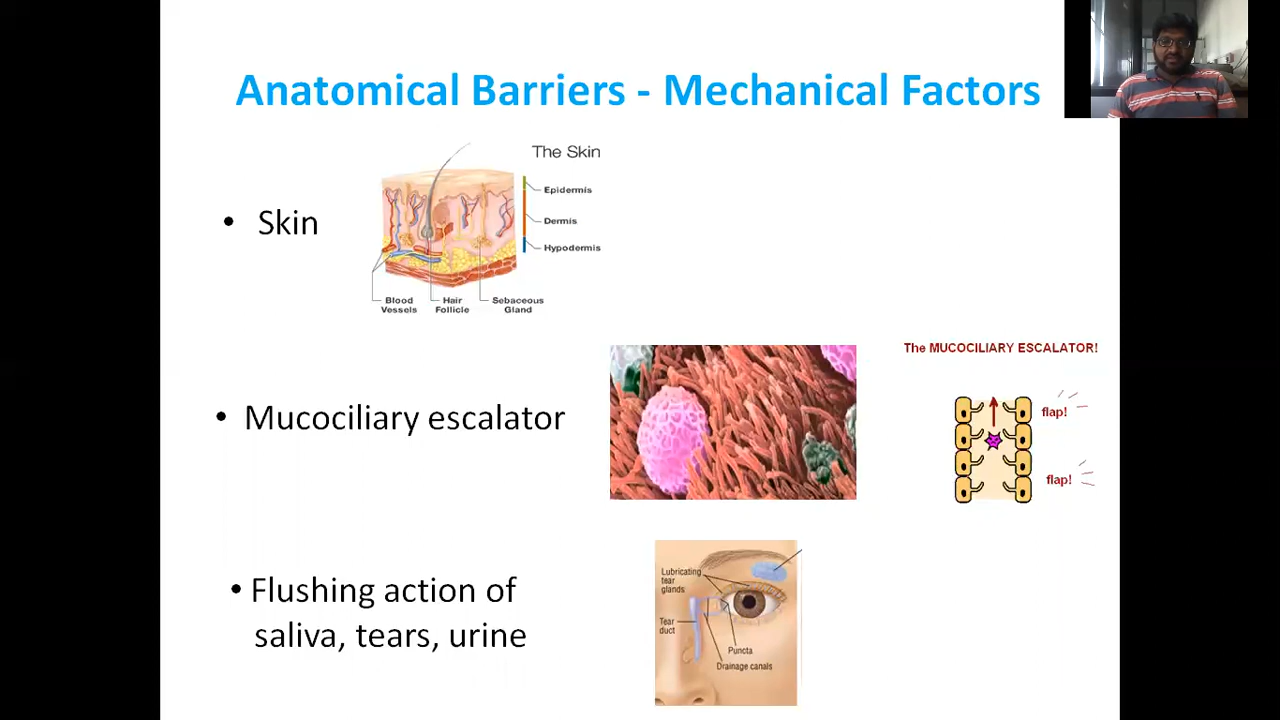 Anatomical Barriers - Mechanical Factors
The Skin
Epidermis
• Skin
Dermis
Hypodermis
Blood Vessels
Hair Follicle
Sebaceous Gland
The MUCOCILIARY ESCALATOR!
• Mucociliary escalator
flap!
flap!
• Flushing action of
saliva, tears, urine
Lubricating
tear
glands
Tear
duct
Puncta
Drainage canals